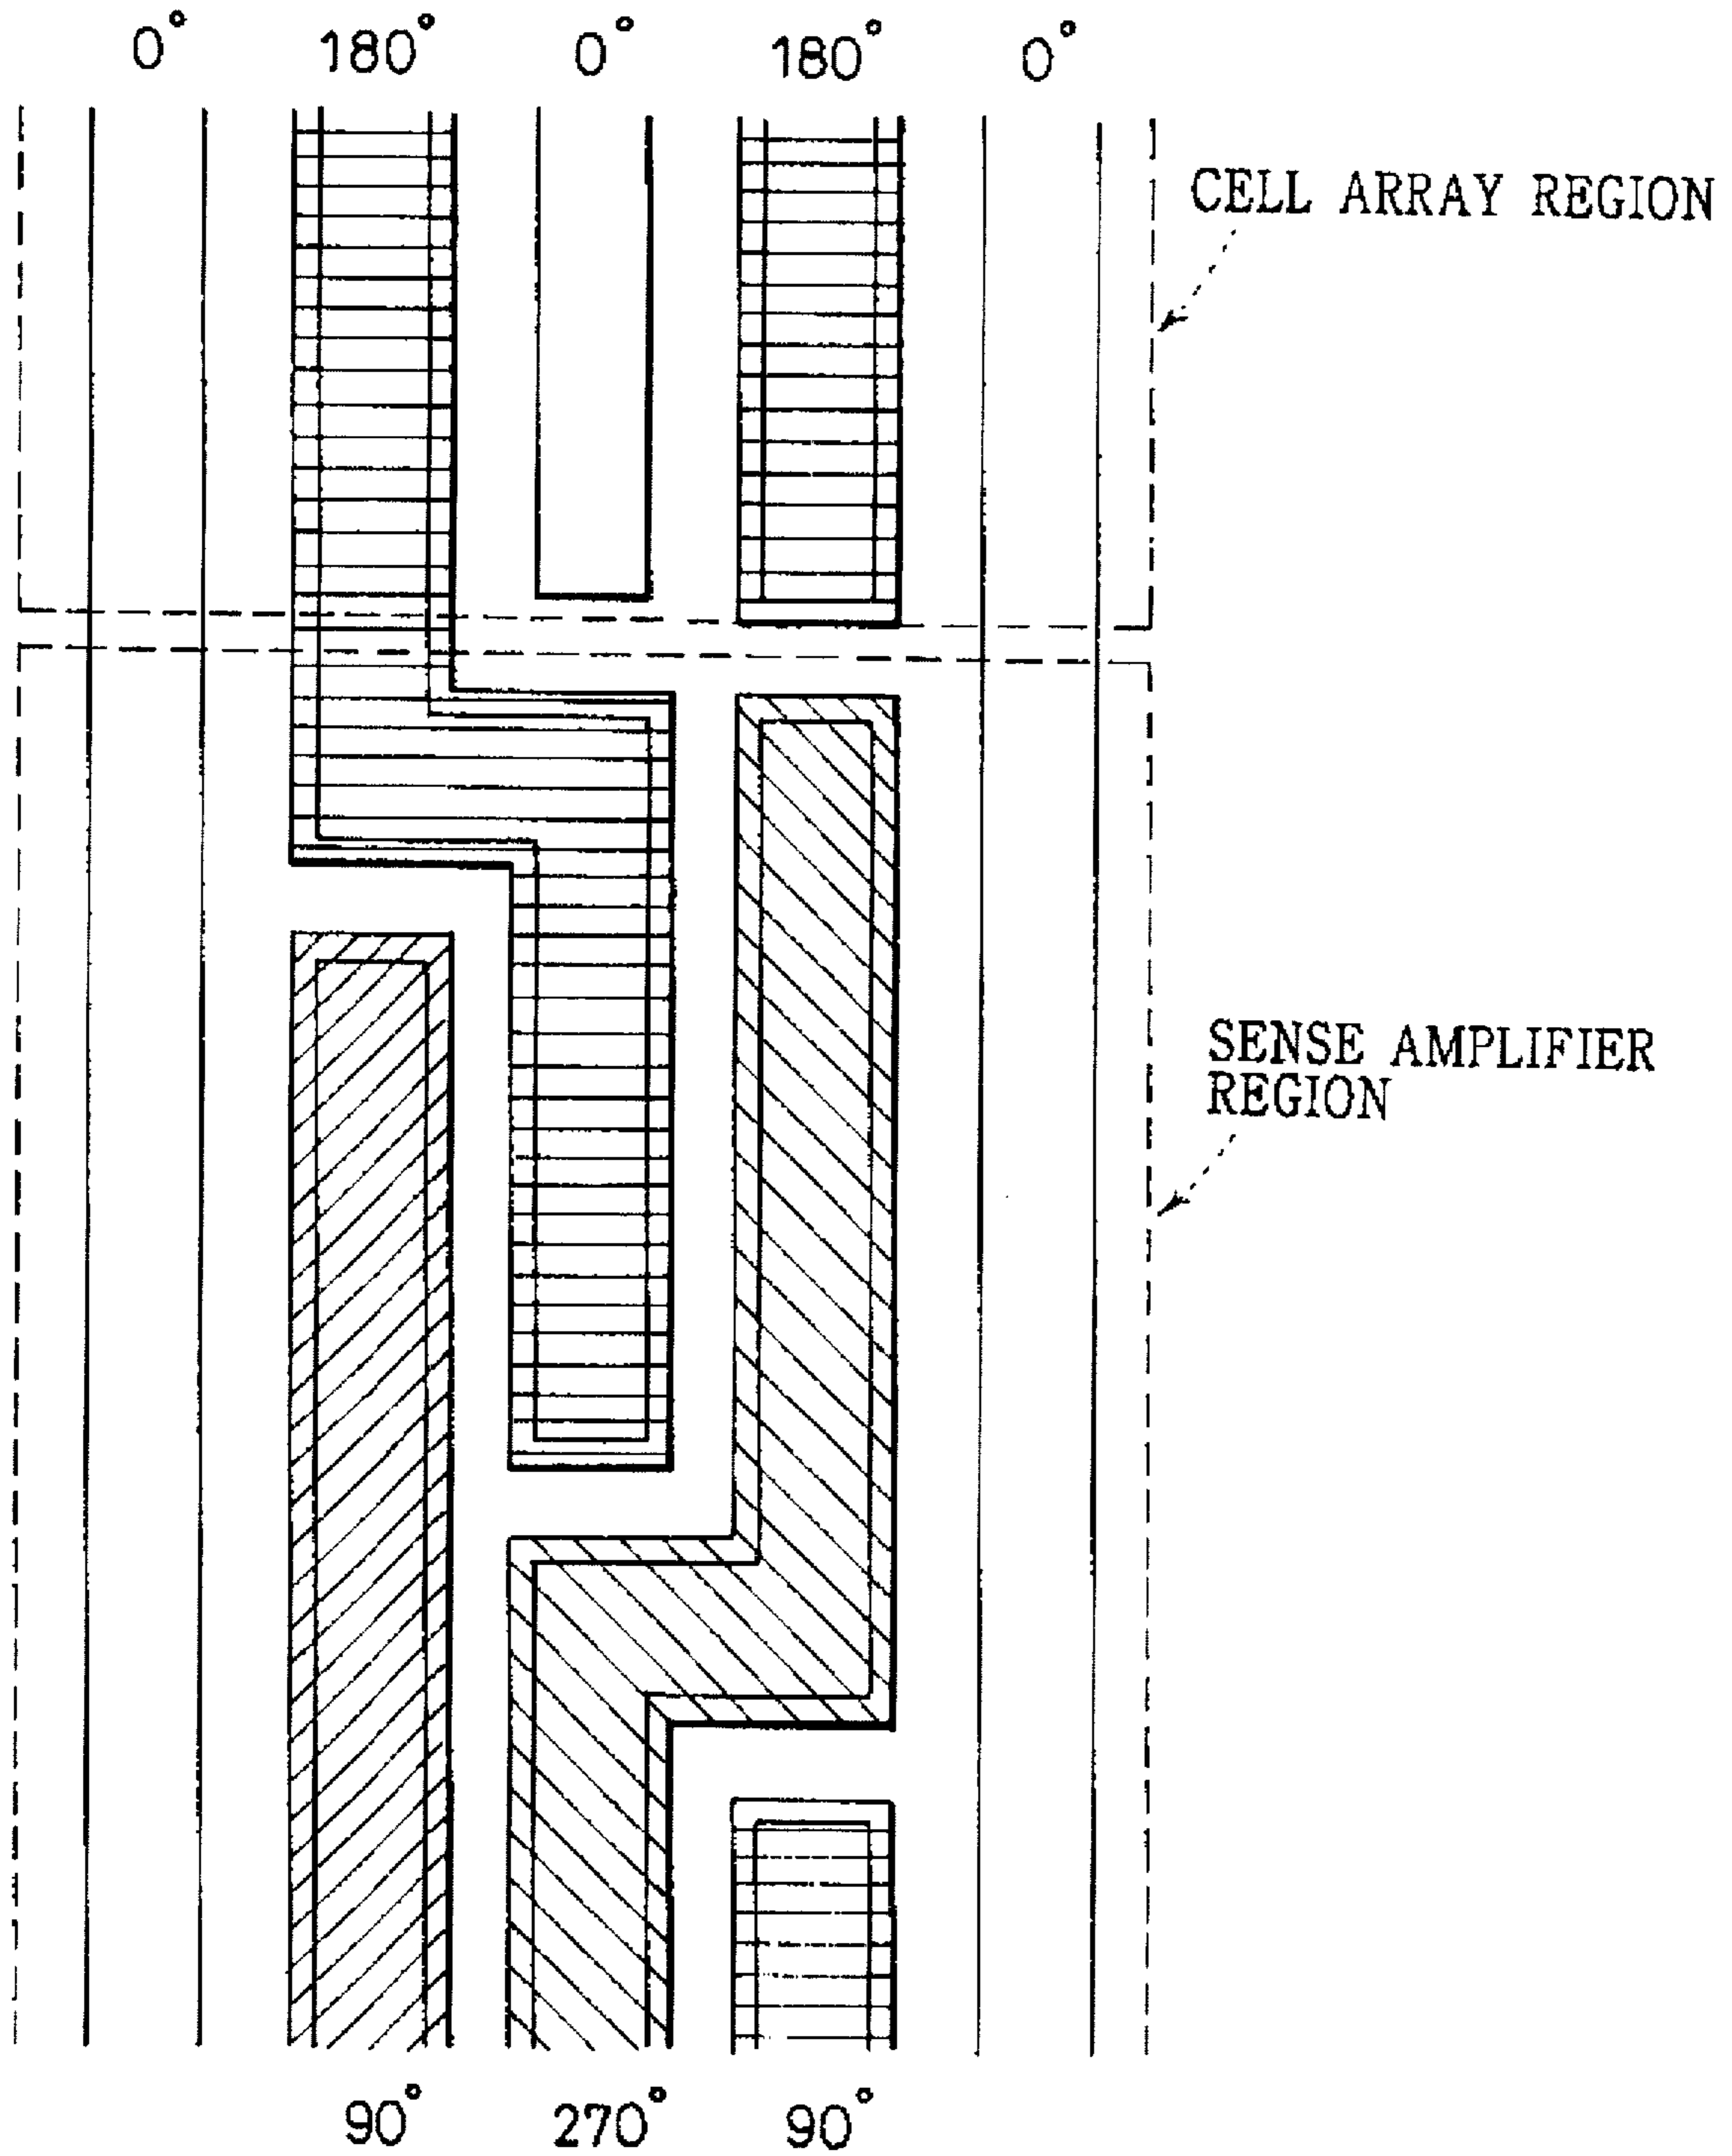 0° 180° 0° 180° 0°
CELL ARRAY REGION
SENSE AMPLIFIER
REGION
90° 270° 90°